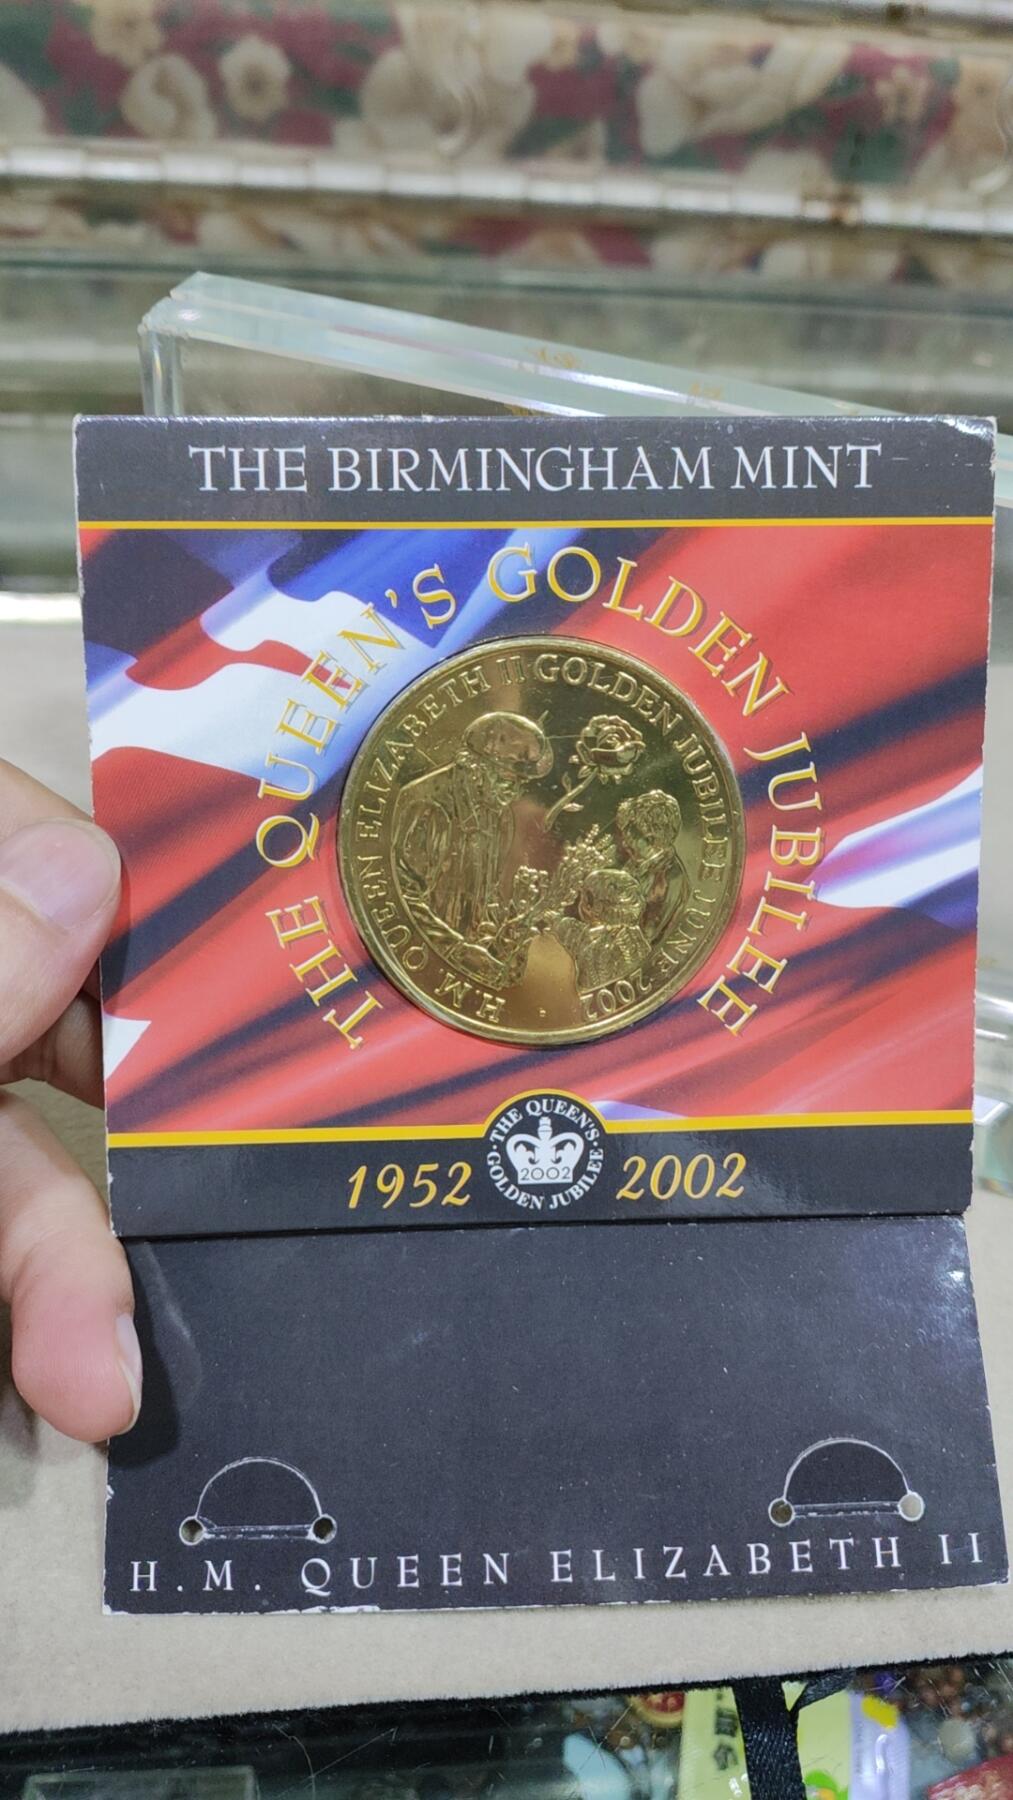 THE BIRMINGHAM MINT
THE QUEEN'S GOLDEN JUBILEE
H.M. QUEEN ELIZABETH II GOLDEN JUBILEE JUNE 2002
THE QUEEN'S
1952
2002
2002
GOLDEN JUBILEE
H.M. QUEEN ELIZABETH II